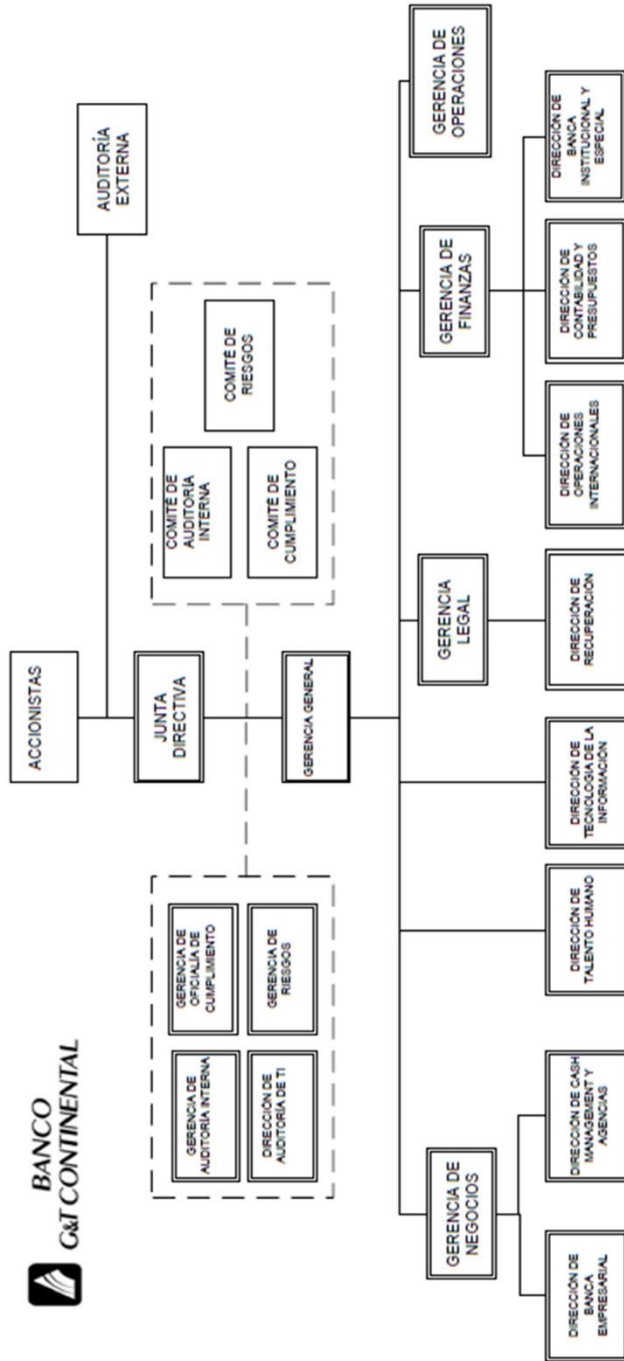 BANCO
G&T CONTINENTAL
ACCIONISTAS
AUDITORÍA
EXTERNA
JUNTA
DIRECTIVA
GERENCIA DE
AUDITORÍA INTERNA
GERENCIA DE
OFICIALÍA DE
CUMPLIMIENTO
DIRECCIÓN DE
AUDITORÍA DE TI
GERENCIA DE
RIESGOS
COMITÉ DE
AUDITORÍA
INTERNA
COMITÉ DE
RIESGOS
COMITÉ DE
CUMPLIMIENTO
GERENCIA GENERAL
GERENCIA DE
NEGOCIOS
GERENCIA
LEGAL
GERENCIA DE
FINANZAS
GERENCIA DE
OPERACIONES
DIRECCIÓN DE
BANCA
EMPRESARIAL
DIRECCIÓN DE CASH
MANAGEMENT Y
AGENCIAS
DIRECCIÓN DE
TALENTO HUMANO
DIRECCIÓN DE
TECNOLOGIA DE LA
INFORMACIÓN
DIRECCIÓN DE
RECUPERACIÓN
DIRECCIÓN DE
OPERACIONES
INTERNACIONALES
DIRECCIÓN DE
CONTABILIDAD Y
PRESUPUESTOS
DIRECCIÓN DE
BANCA
INSTITUCIONAL Y
ESPECIAL